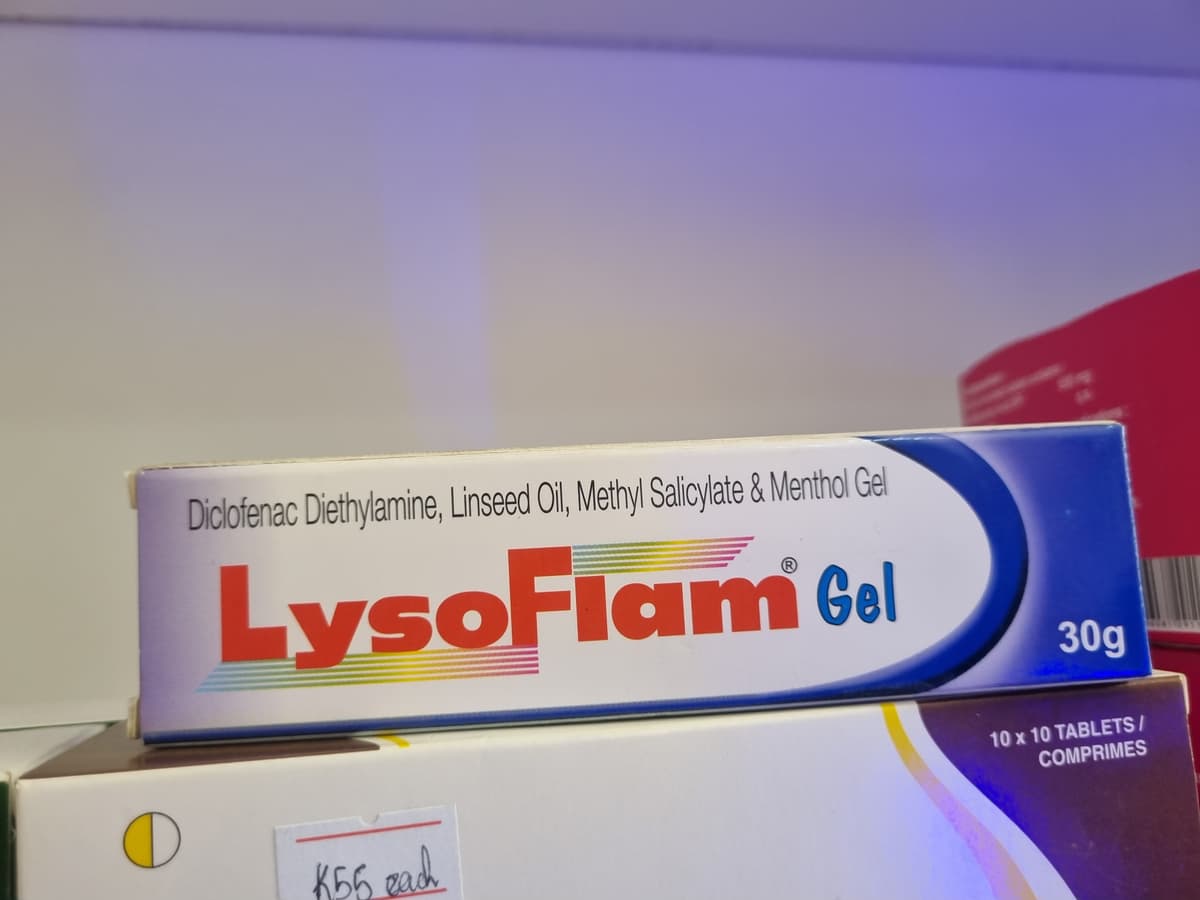 Diclofenac Diethylamine, Linseed Oil, Methyl Salicylate & Menthol Gel
LysoFlam® Gel
30g
10 x 10 TABLETS /
COMPRIMES
K55 each